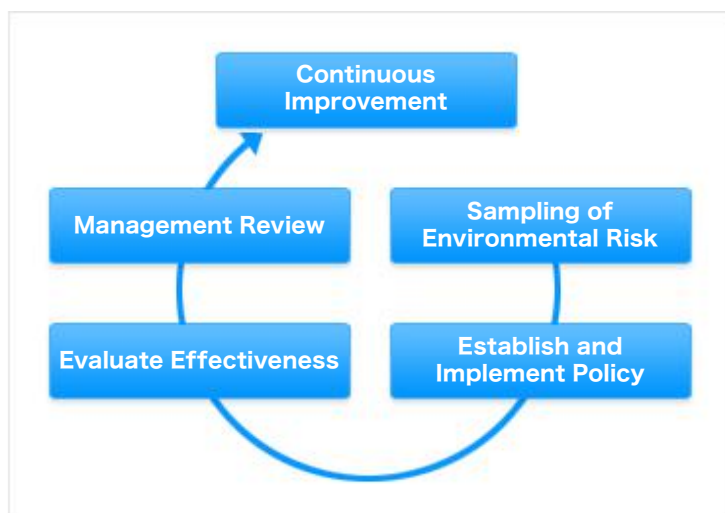 Continuous
Improvement
Management Review
Sampling of
Environmental Risk
Evaluate Effectiveness
Establish and
Implement Policy